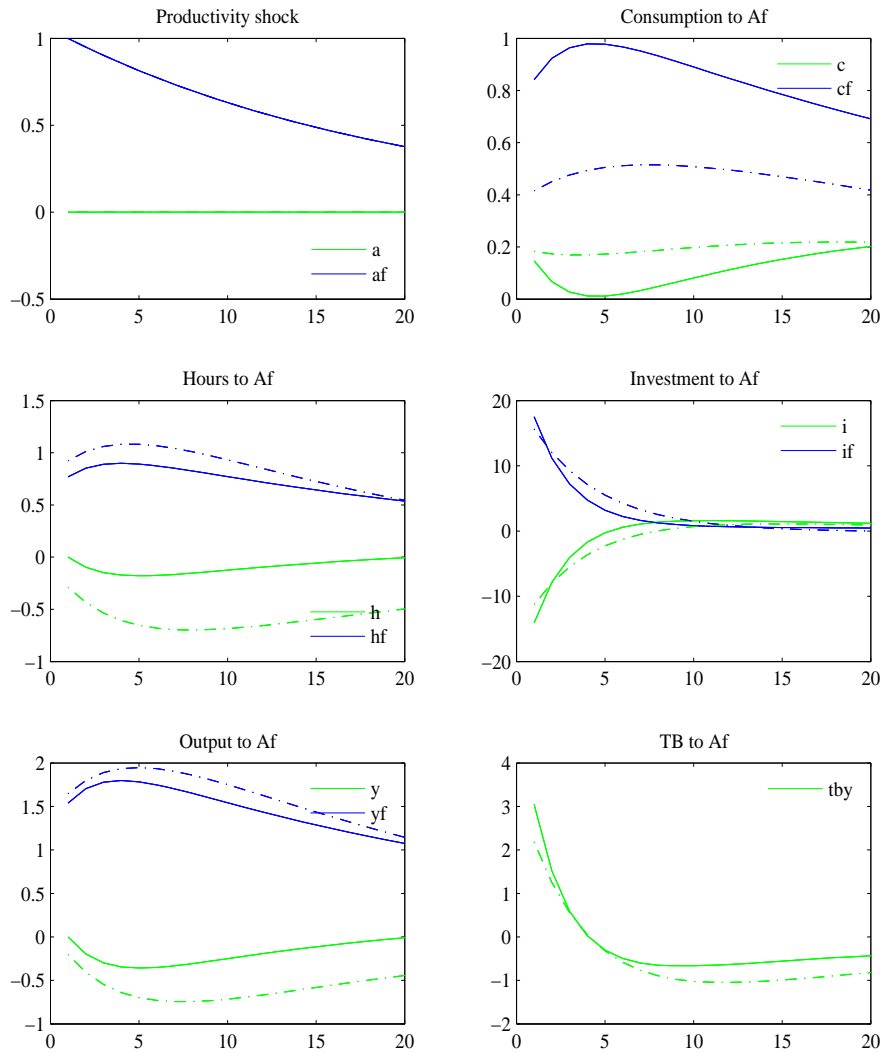 Productivity shock
1
0.5
0
−0.5
0 5 10 15 20
a
af
Consumption to Af
1
0.8
0.6
0.4
0.2
0
0 5 10 15 20
c
cf
Hours to Af
1.5
1
0.5
0
−0.5
−1
0 5 10 15 20
h
hf
Investment to Af
20
10
0
−10
−20
0 5 10 15 20
i
if
Output to Af
2
1.5
1
0.5
0
−0.5
−1
0 5 10 15 20
y
yf
TB to Af
4
3
2
1
0
−1
−2
0 5 10 15 20
tby